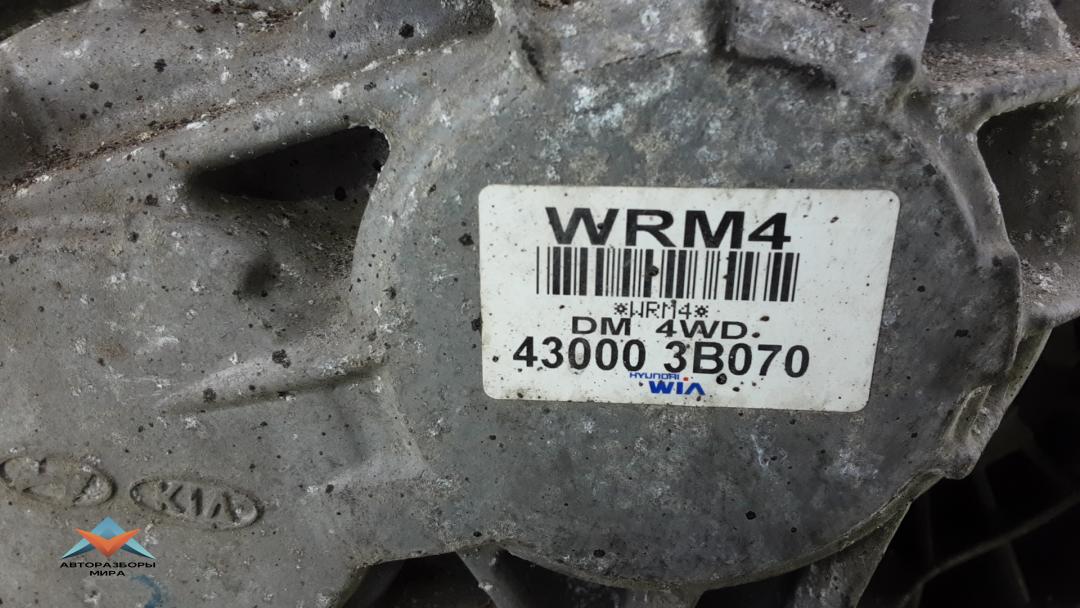 WRM4
*WRM4*
DM 4WD
43000 3B070
HYUNDAI
WIA
KIA
АВТОРАЗБОРЫ
МИРА